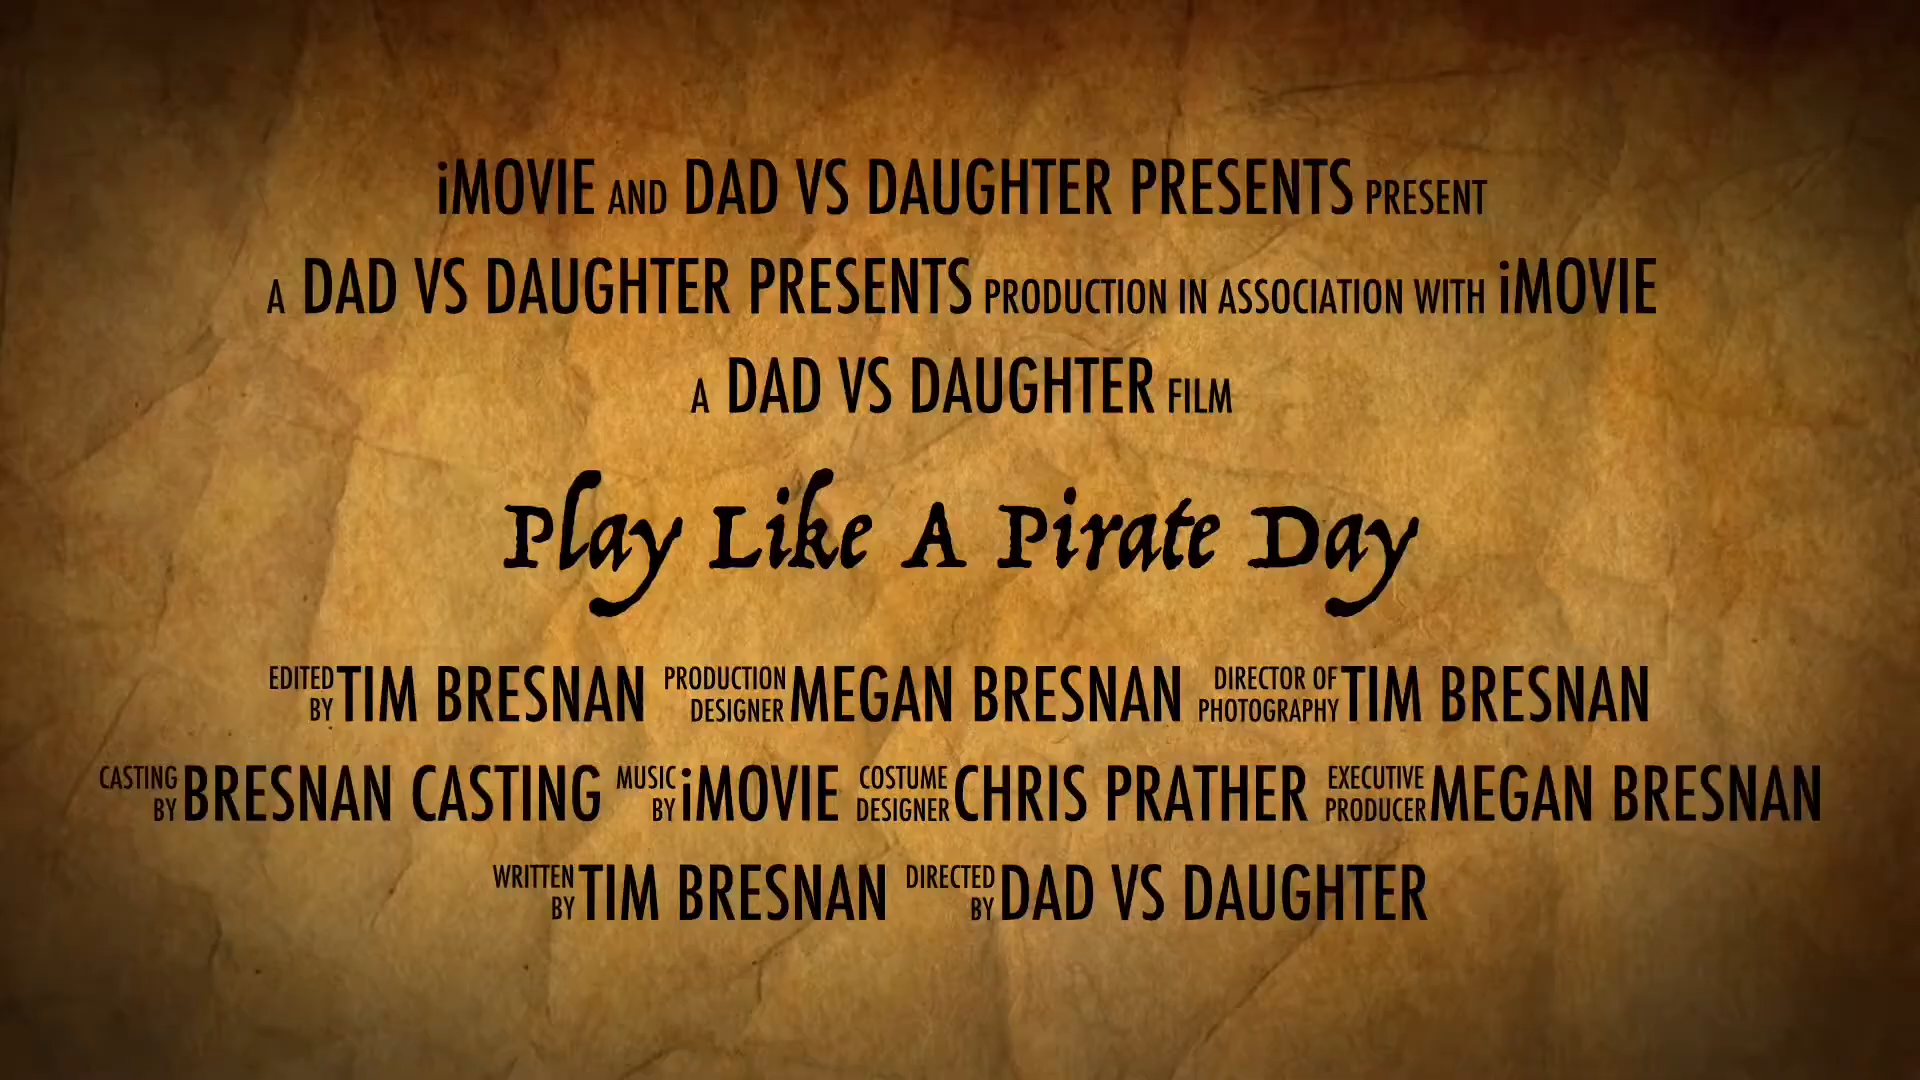 iMOVIE AND DAD VS DAUGHTER PRESENTS PRESENT
A DAD VS DAUGHTER PRESENTS PRODUCTION IN ASSOCIATION WITH iMOVIE
A DAD VS DAUGHTER FILM
Play Like A Pirate Day
EDITED BY TIM BRESNAN PRODUCTION DESIGNER MEGAN BRESNAN DIRECTOR OF PHOTOGRAPHY TIM BRESNAN
CASTING BY BRESNAN CASTING MUSIC BY iMOVIE COSTUME DESIGNER CHRIS PRATHER EXECUTIVE PRODUCER MEGAN BRESNAN
WRITTEN BY TIM BRESNAN DIRECTED BY DAD VS DAUGHTER